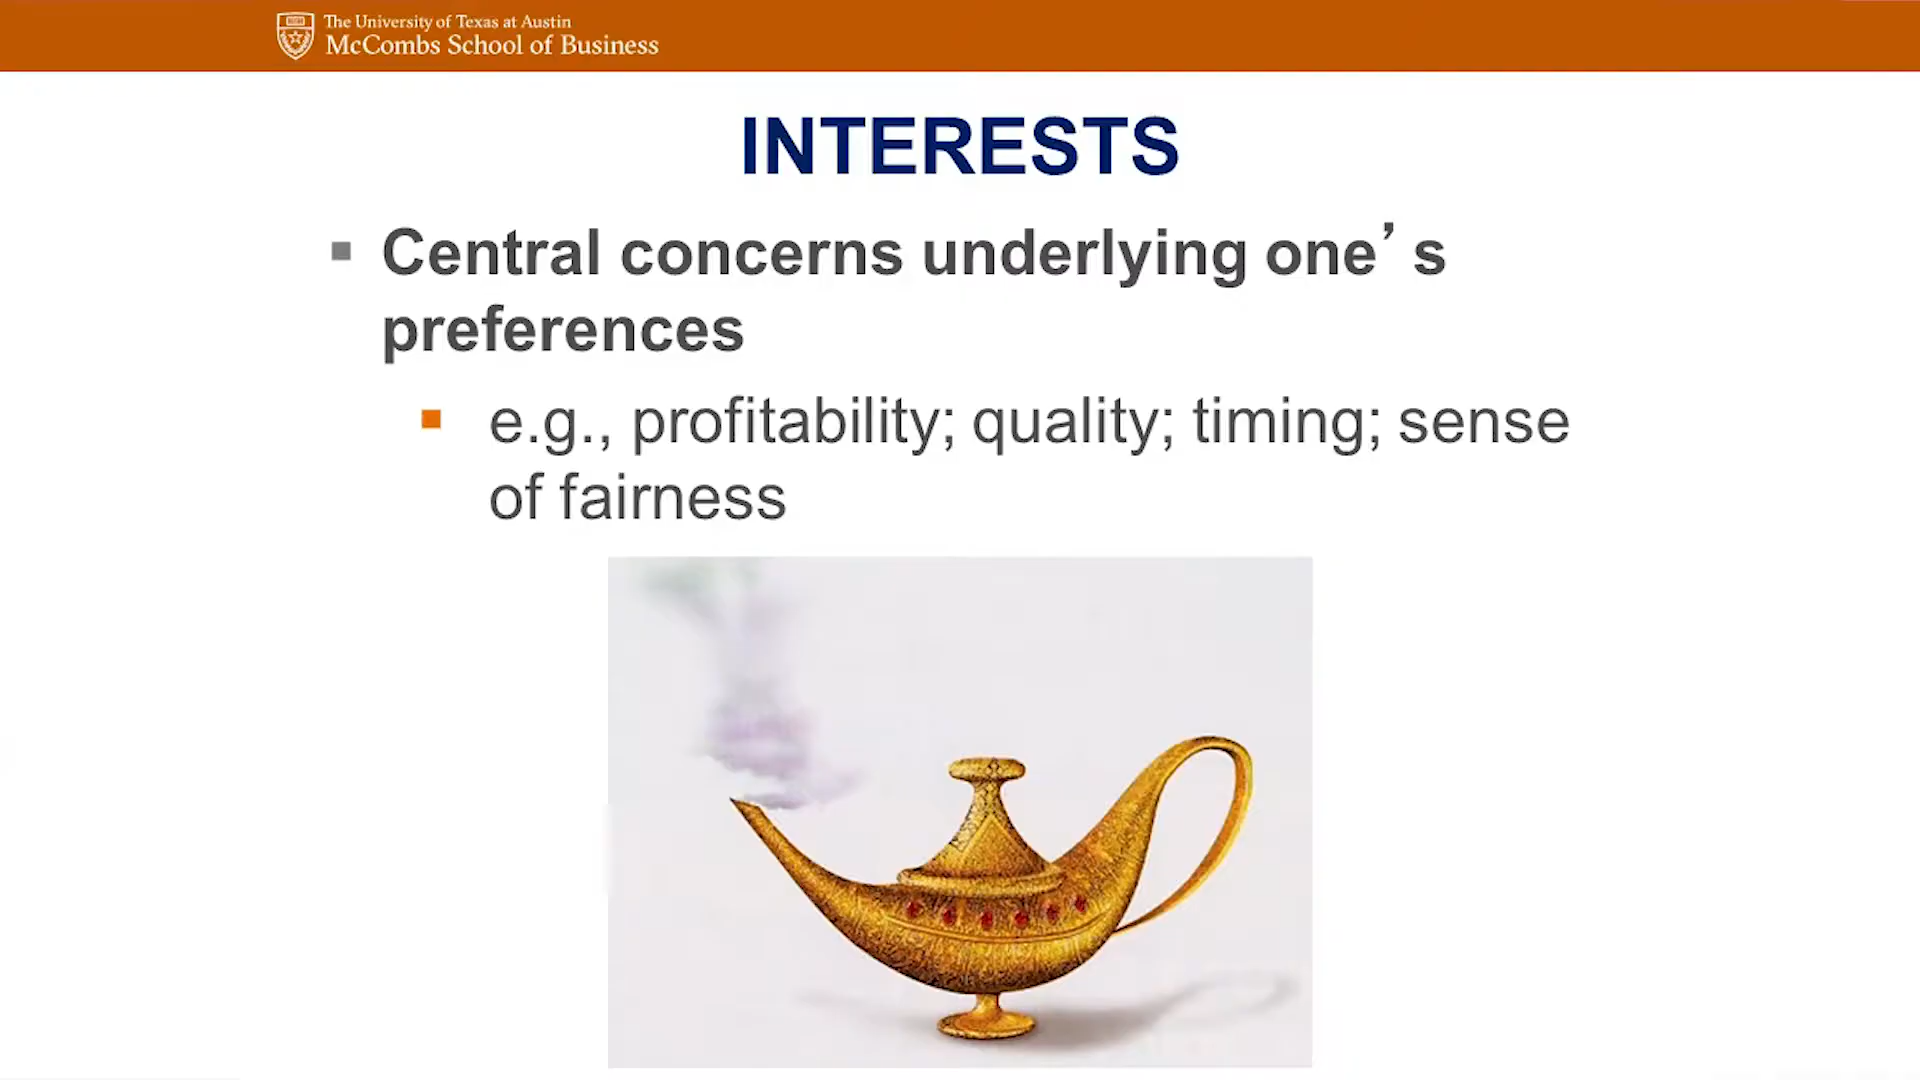 The University of Texas at Austin
McCombs School of Business
INTERESTS
Central concerns underlying one’s
preferences
e.g., profitability; quality; timing; sense
of fairness